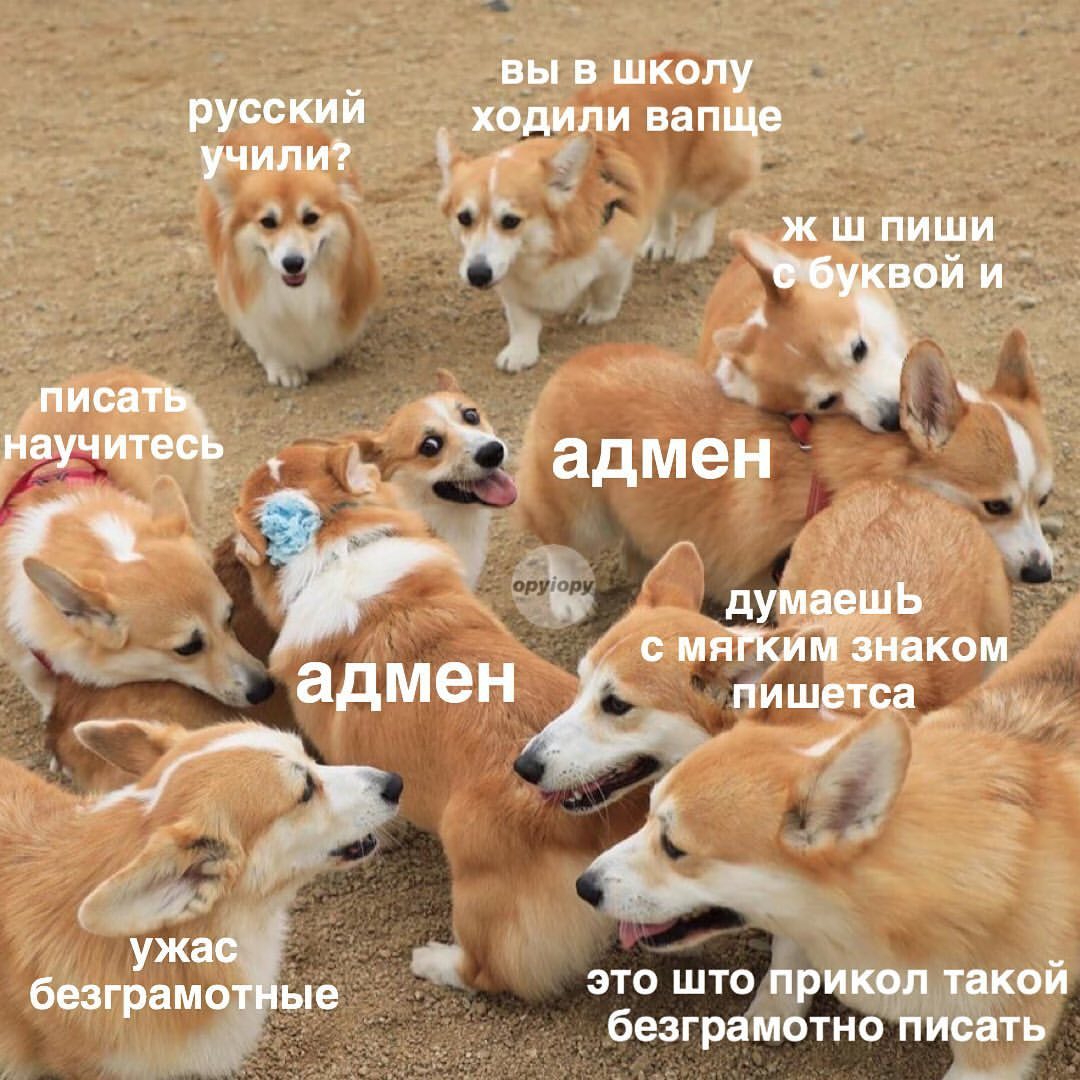 вы в школу
ходили вапще
русский
учили?
ж ш пиши
с буквой и
писать
научитесь
адмен
оруiору
думаешЬ
с мягким знаком
пишетса
адмен
ужас
безграмотные
это што прикол такой
безграмотно писать